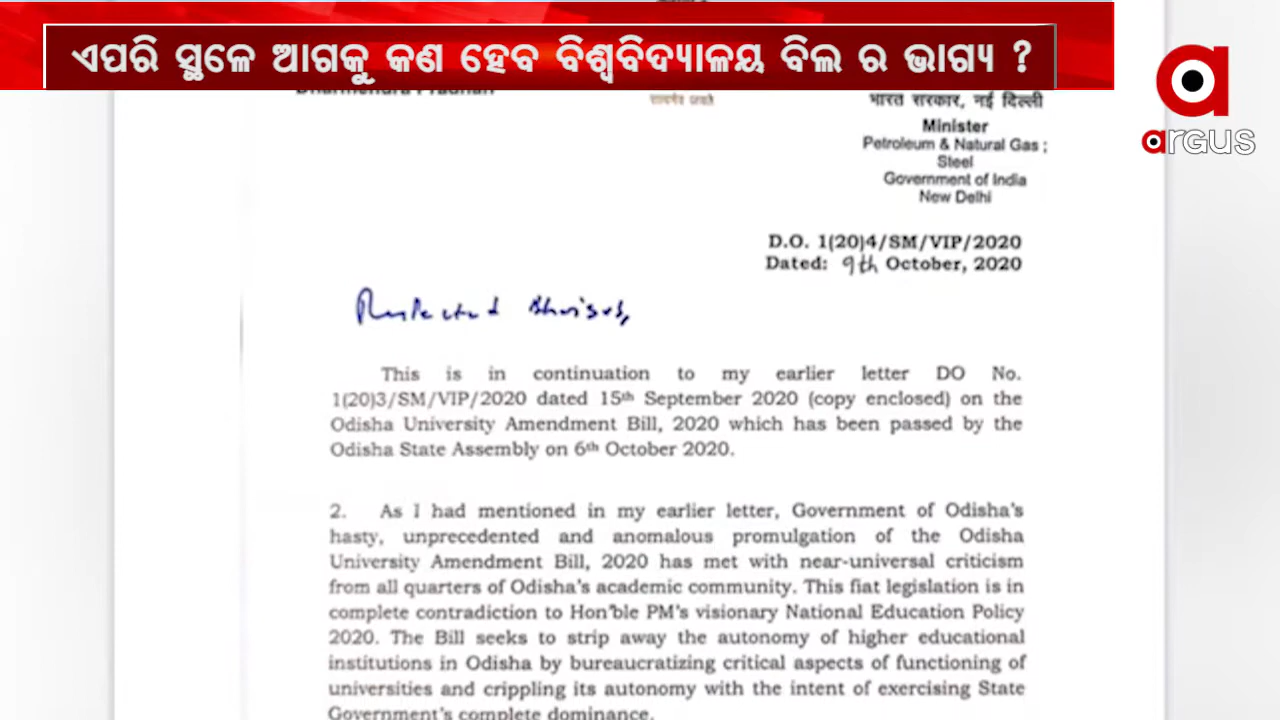 ଏପରି ସ୍ଥଳେ ଆଗକୁ କଣ ହେବ ବିଶ୍ୱବିଦ୍ୟାଳୟ ବିଲ ର ଭାଗ୍ୟ ?
argus
Dharmendra Pradhan
सत्यमेव जयते
भारत सरकार, नई दिल्ली
Minister
Petroleum & Natural Gas ;
Steel
Government of India
New Delhi
D.O. 1(20)4/SM/VIP/2020
Dated: 9th October, 2020
This is in continuation to my earlier letter DO No.
1(20)3/SM/VIP/2020 dated 15th September 2020 (copy enclosed) on the
Odisha University Amendment Bill, 2020 which has been passed by the
Odisha State Assembly on 6th October 2020.
2. As I had mentioned in my earlier letter, Government of Odisha's
hasty, unprecedented and anomalous promulgation of the Odisha
University Amendment Bill, 2020 has met with near-universal criticism
from all quarters of Odisha's academic community. This fiat legislation is in
complete contradiction to Hon'ble PM's visionary National Education Policy
2020. The Bill seeks to strip away the autonomy of higher educational
institutions in Odisha by bureaucratizing critical aspects of functioning of
universities and crippling its autonomy with the intent of exercising State
Government's complete dominance.